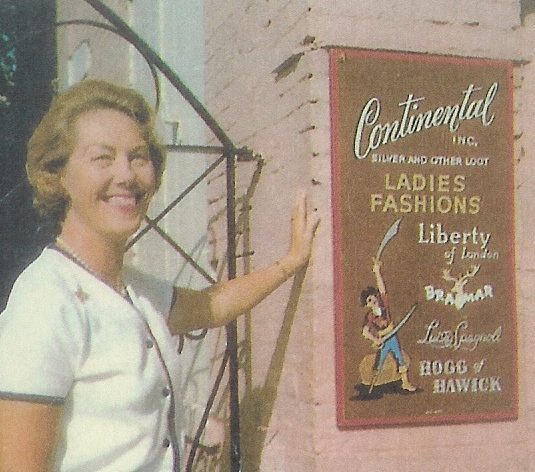 Continental
INC.
SILVER AND OTHER LOOT
LADIES
FASHIONS
Liberty
of London
BRAEMAR
Luisa Spagnoli
HOGG of
HAWICK